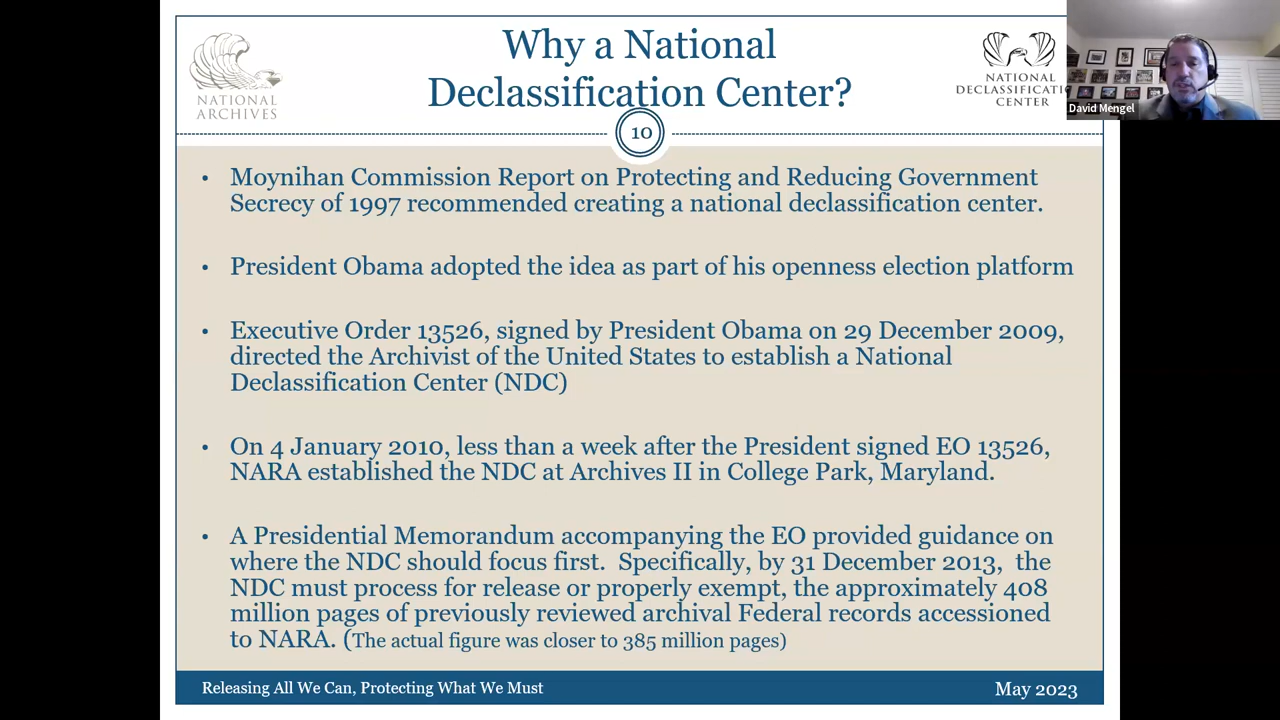 Why a National
Declassification Center?
NATIONAL
ARCHIVES
NATIONAL
CENTER
David Mengel
10
• Moynihan Commission Report on Protecting and Reducing Government
Secrecy of 1997 recommended creating a national declassification center.
• President Obama adopted the idea as part of his openness election platform
• Executive Order 13526, signed by President Obama on 29 December 2009,
directed the Archivist of the United States to establish a National
Declassification Center (NDC)
• On 4 January 2010, less than a week after the President signed EO 13526,
NARA established the NDC at Archives II in College Park, Maryland.
• A Presidential Memorandum accompanying the EO provided guidance on
where the NDC should focus first. Specifically, by 31 December 2013, the
NDC must process for release or properly exempt, the approximately 408
million pages of previously reviewed archival Federal records accessioned
to NARA. (The actual figure was closer to 385 million pages)
Releasing All We Can, Protecting What We Must
May 2023